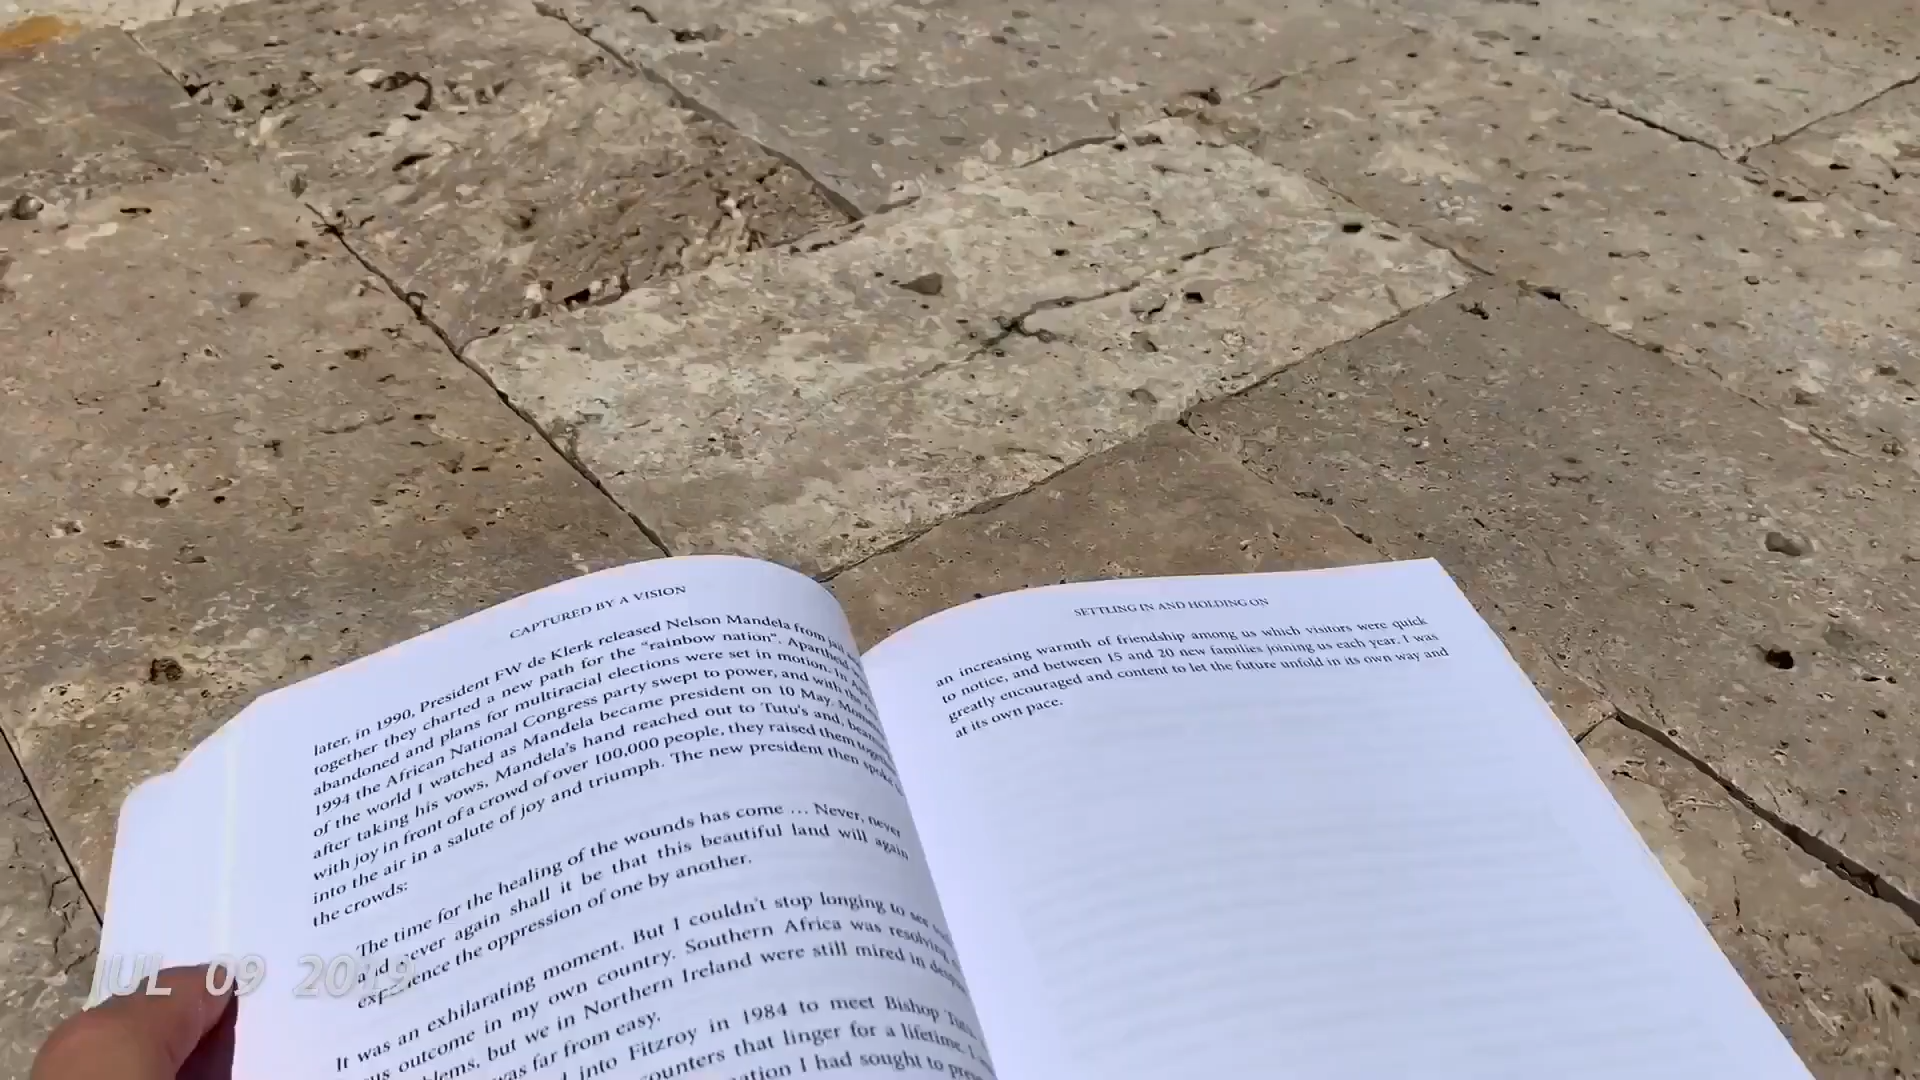 CAPTURED BY A VISION
later, in 1990, President FW de Klerk released Nelson Mandela from jail
together they charted a new path for the "rainbow nation". Apartheid
abandoned and plans for multiracial elections were set in motion. In
1994 the African National Congress party swept to power, and with
of the world I watched as Mandela became president on 10 May.
after taking his vows, Mandela's hand reached out to Tutu's and,
with joy in front of a crowd of over 100,000 people, they raised them
into the air in a salute of joy and triumph. The new president then spoke
the crowds:
The time for the healing of the wounds has come … Never, never
and never again shall it be that this beautiful land will again
experience the oppression of one by another.
It was an exhilarating moment. But I couldn't stop longing to see
outcome in my own country. Southern Africa was resolving
but we in Northern Ireland were still mired in
was far from easy.
into Fitzroy in 1984 to meet Bishop
that linger for a lifetime. I
I had sought to
SETTLING IN AND HOLDING ON
an increasing warmth of friendship among us which visitors were quick
to notice, and between 15 and 20 new families joining us each year. I was
greatly encouraged and content to let the future unfold in its own way and
at its own pace.
JUL 09 2019